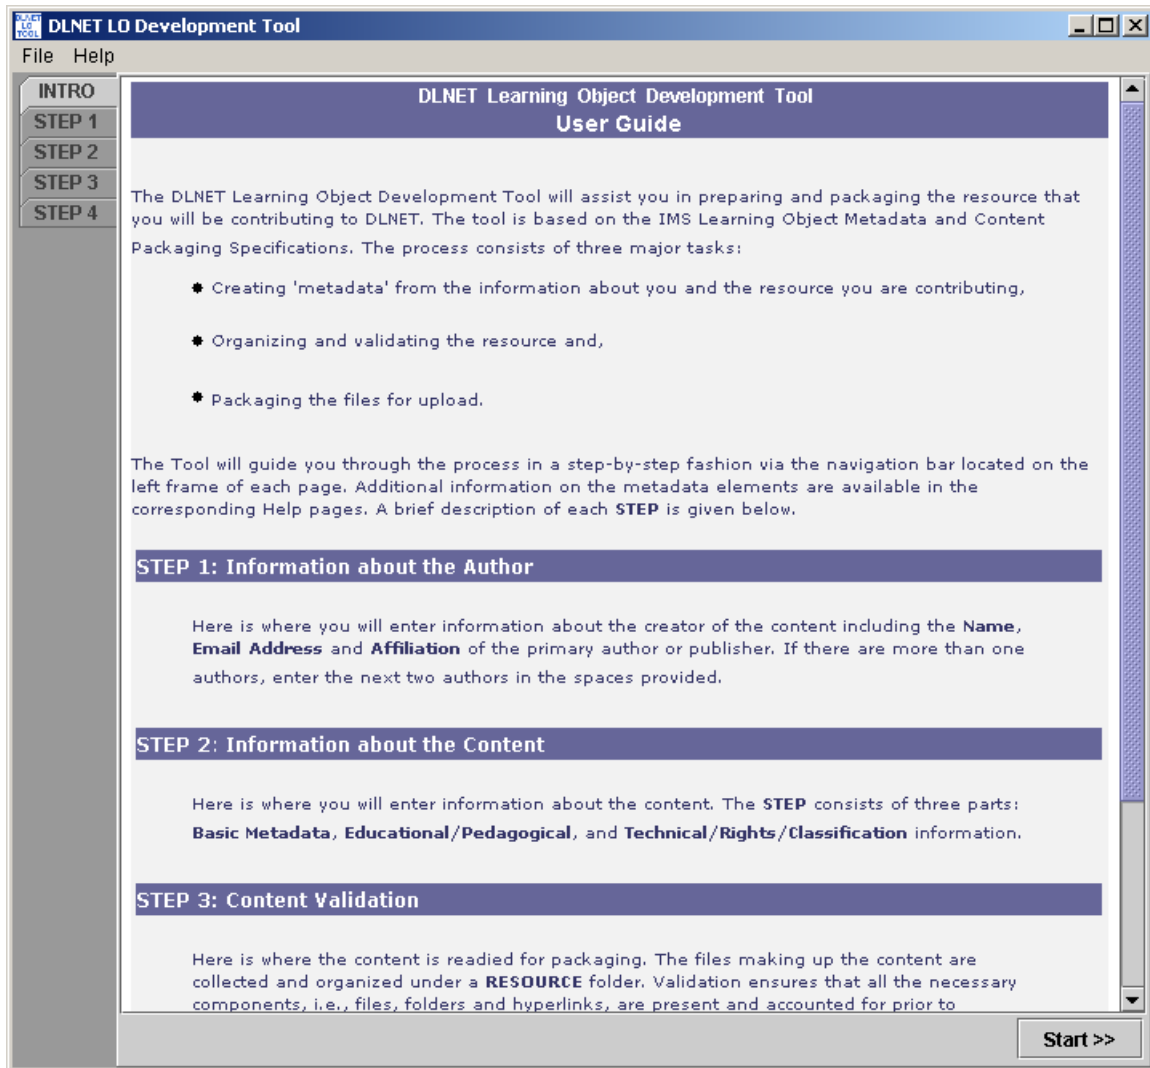 DLNET LO TOOL DLNET LO Development Tool
File Help
INTRO
STEP 1
STEP 2
STEP 3
STEP 4
DLNET Learning Object Development Tool
User Guide
The DLNET Learning Object Development Tool will assist you in preparing and packaging the resource that
you will be contributing to DLNET. The tool is based on the IMS Learning Object Metadata and Content
Packaging Specifications. The process consists of three major tasks:
Creating 'metadata' from the information about you and the resource you are contributing,
Organizing and validating the resource and,
Packaging the files for upload.
The Tool will guide you through the process in a step-by-step fashion via the navigation bar located on the
left frame of each page. Additional information on the metadata elements are available in the
corresponding Help pages. A brief description of each STEP is given below.
STEP 1: Information about the Author
Here is where you will enter information about the creator of the content including the Name,
Email Address and Affiliation of the primary author or publisher. If there are more than one
authors, enter the next two authors in the spaces provided.
STEP 2: Information about the Content
Here is where you will enter information about the content. The STEP consists of three parts:
Basic Metadata, Educational/Pedagogical, and Technical/Rights/Classification information.
STEP 3: Content Validation
Here is where the content is readied for packaging. The files making up the content are
collected and organized under a RESOURCE folder. Validation ensures that all the necessary
components, i.e., files, folders and hyperlinks, are present and accounted for prior to
Start >>